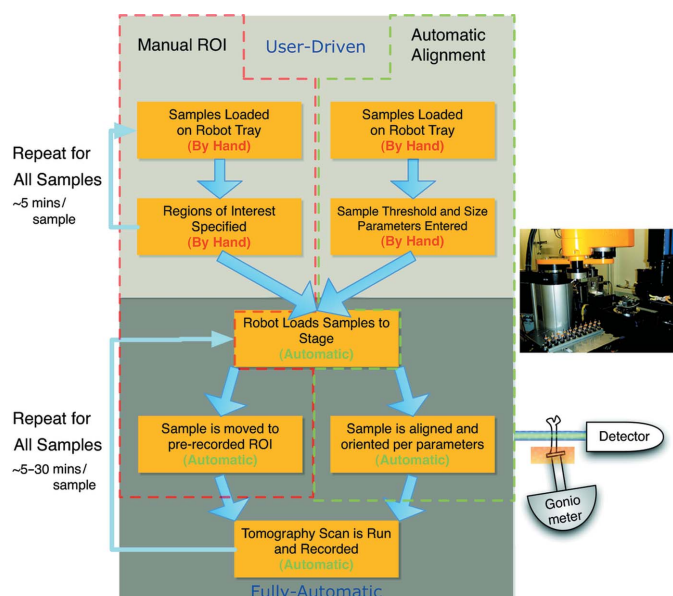 Manual ROI
User-Driven
Automatic
Alignment
Samples Loaded
on Robot Tray
(By Hand)
Samples Loaded
on Robot Tray
(By Hand)
Repeat for
All Samples
~5 mins/
sample
Regions of Interest
Specified
(By Hand)
Sample Threshold and Size
Parameters Entered
(By Hand)
Robot Loads Samples to
Stage
(Automatic)
Repeat for
All Samples
~5–30 mins/
sample
Sample is moved to
pre-recorded ROI
(Automatic)
Sample is aligned and
oriented per parameters
(Automatic)
Detector
Gonio
meter
Tomography Scan is Run
and Recorded
(Automatic)
Fully-Automatic